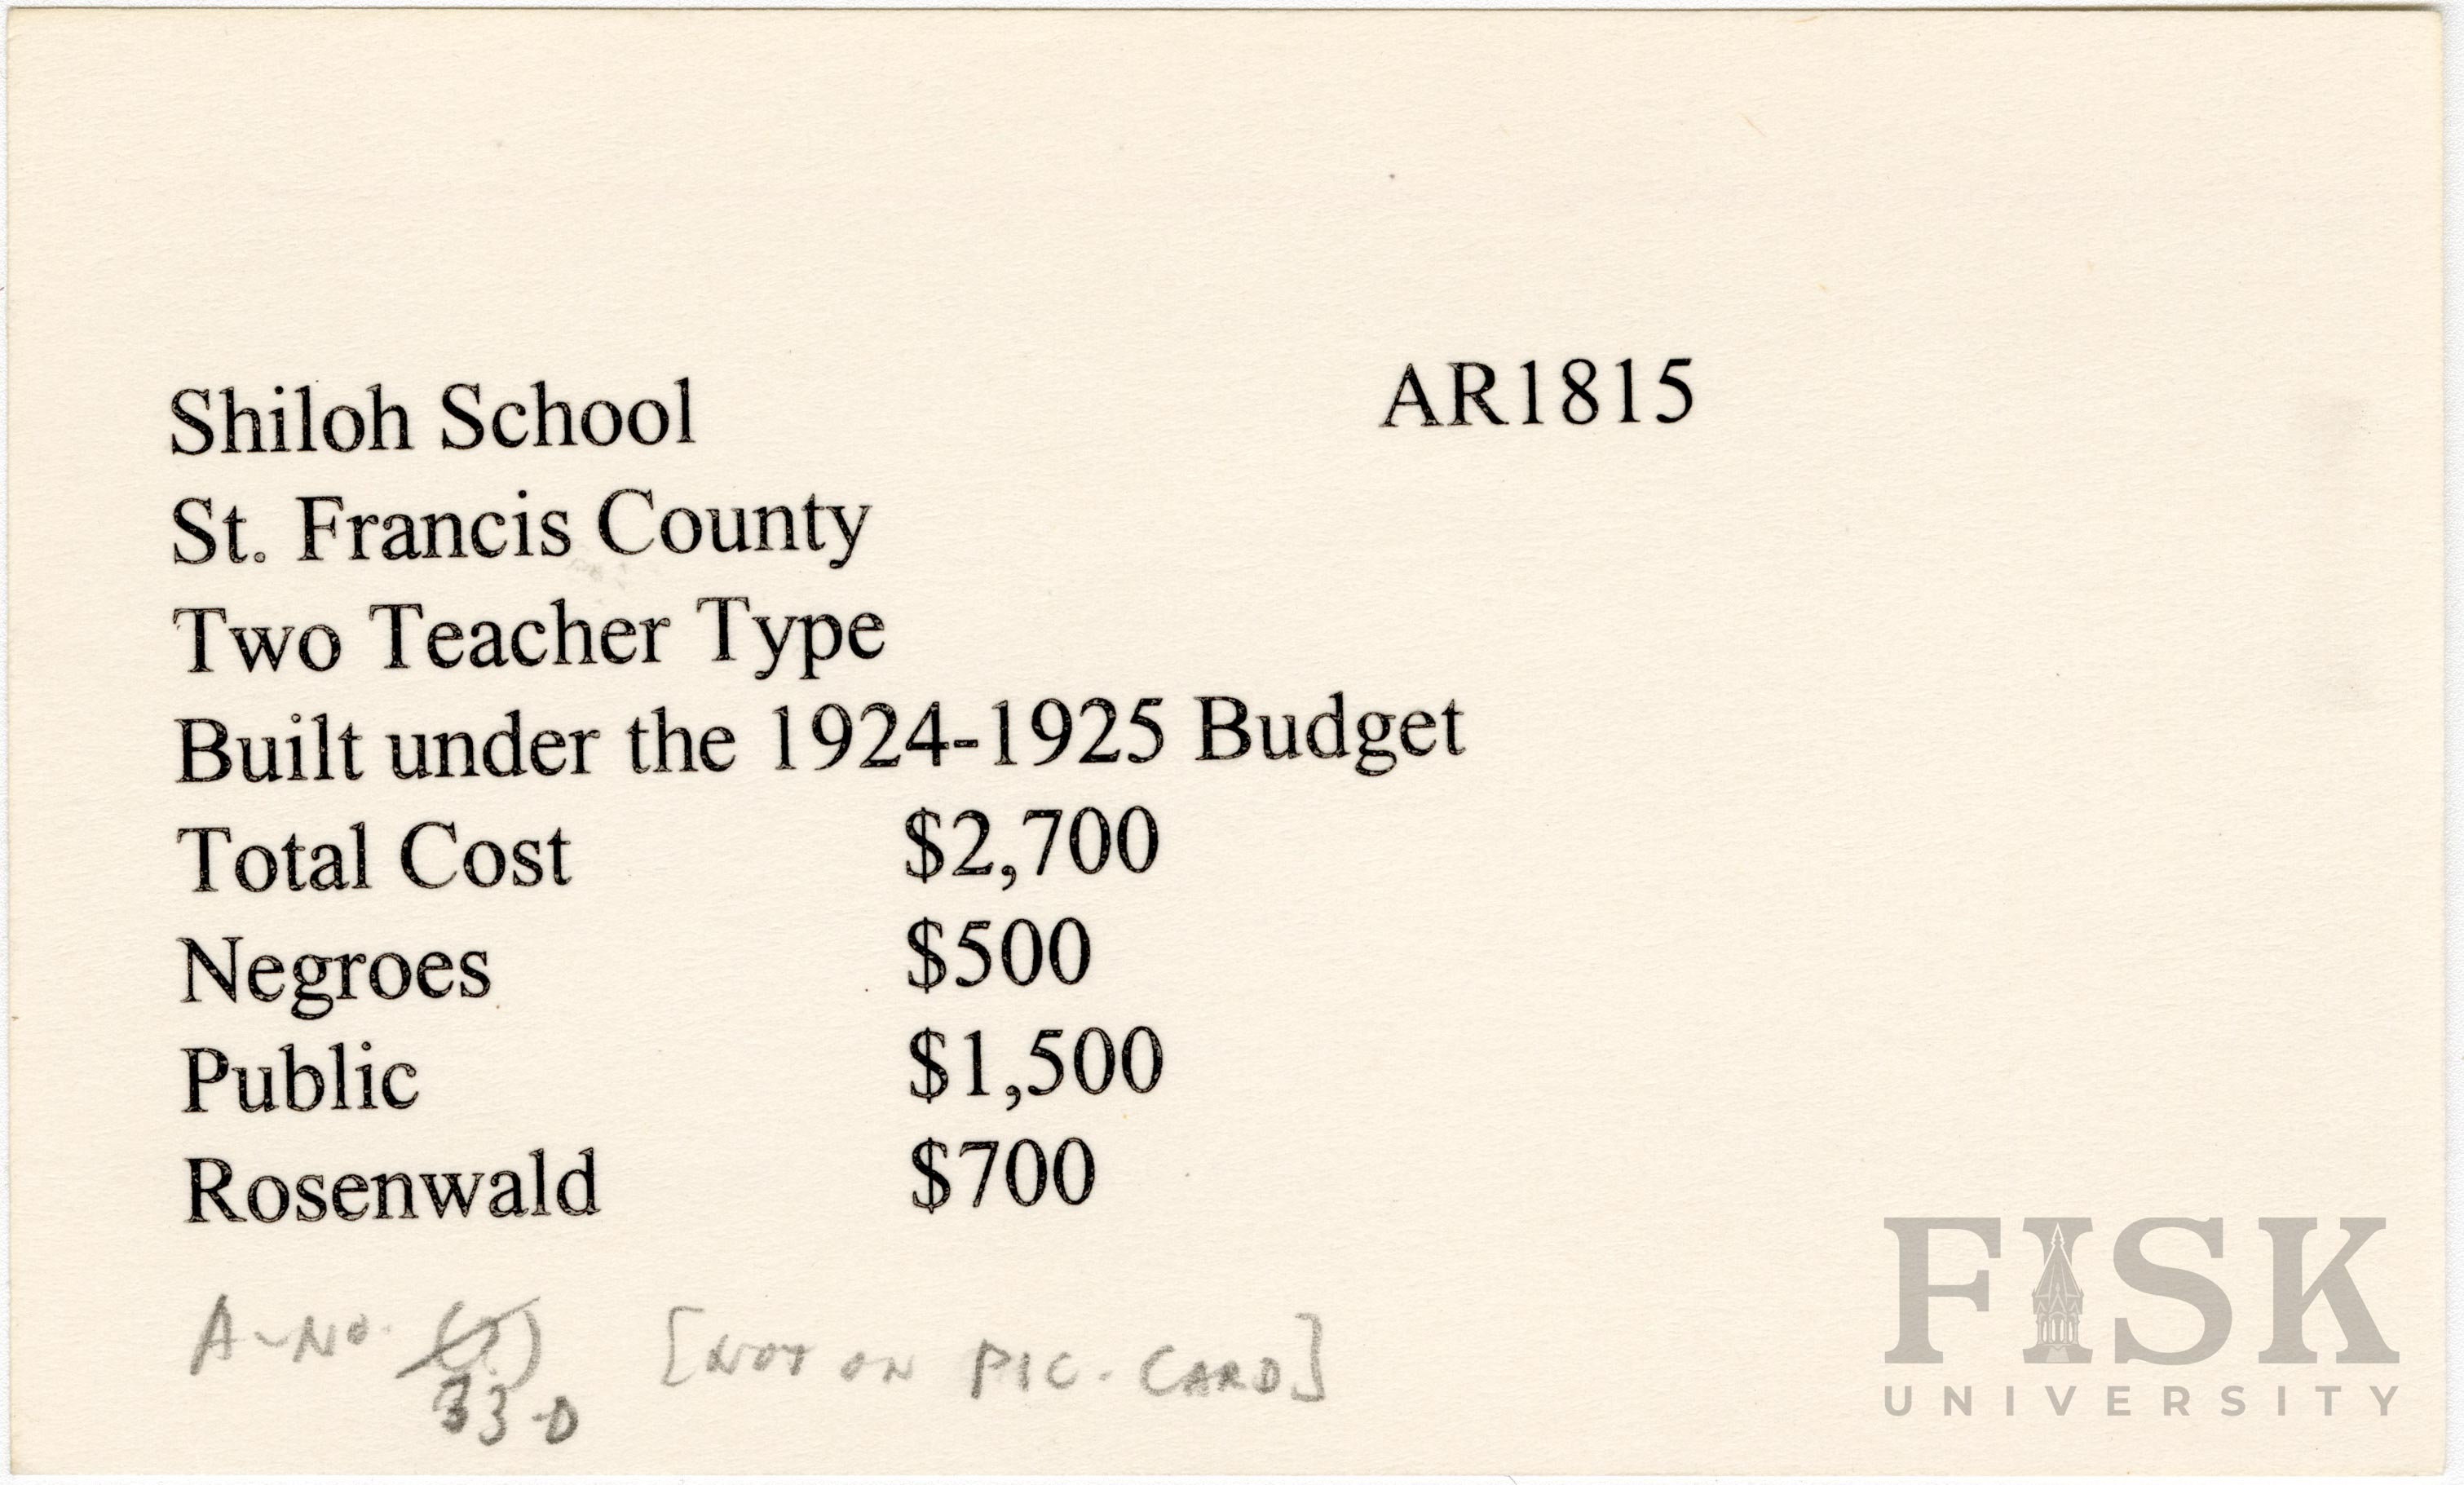 Shiloh School AR1815
St. Francis County
Two Teacher Type
Built under the 1924-1925 Budget
Total Cost $2,700
Negroes $500
Public $1,500
Rosenwald $700
A-No. [NOT ON PIC-CARD]
33-D
FISK
UNIVERSITY